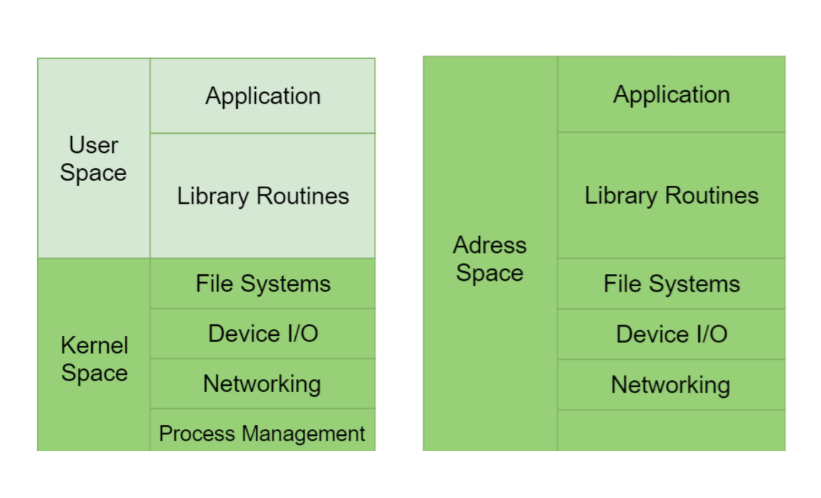 User
Space
Application
Library Routines
Kernel
Space
File Systems
Device I/O
Networking
Process Management
Adress
Space
Application
Library Routines
File Systems
Device I/O
Networking